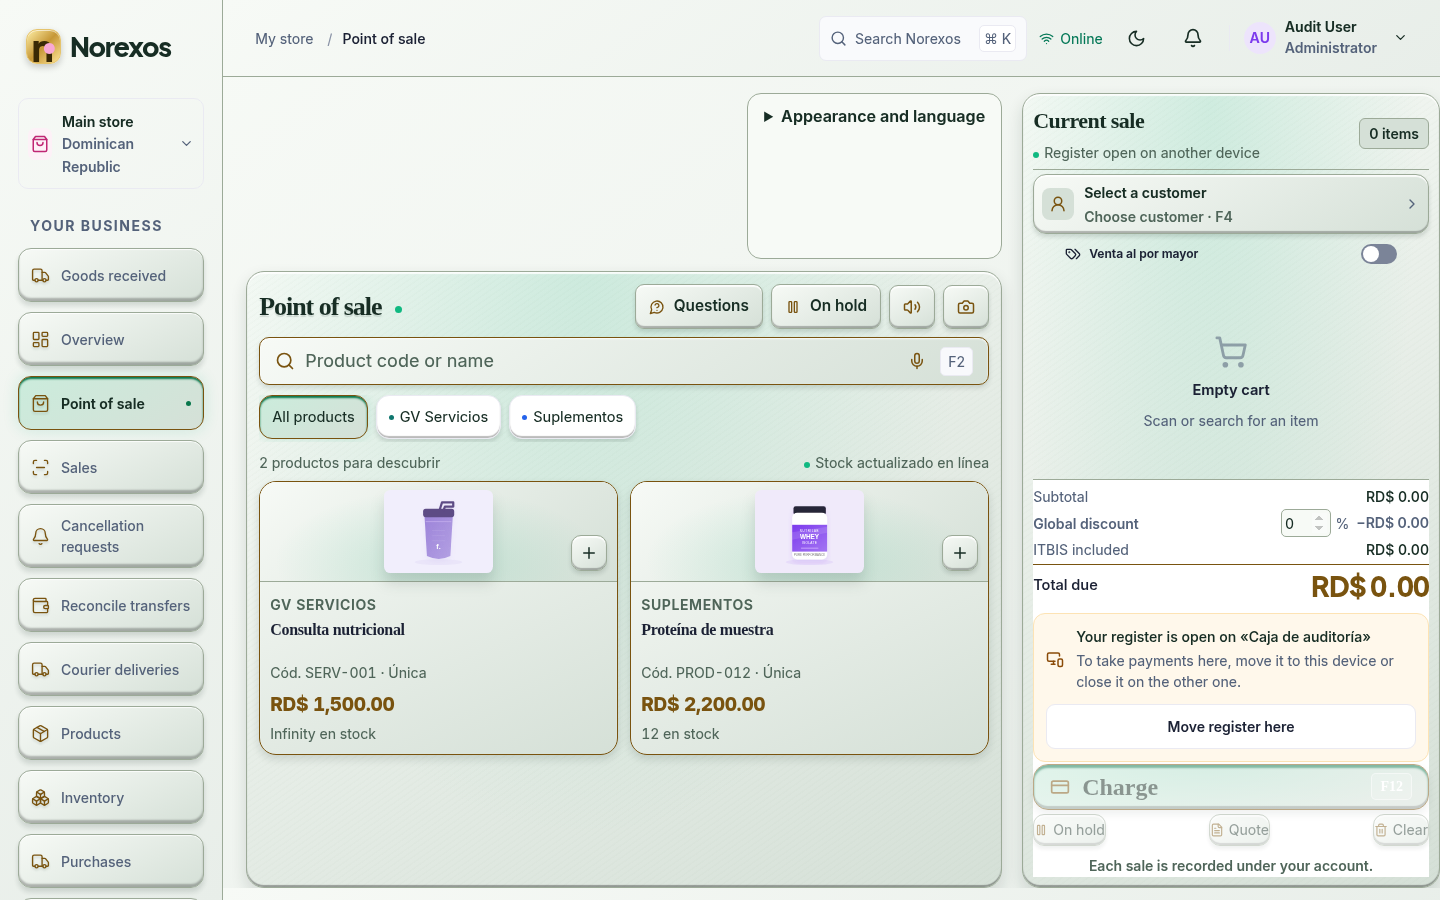 Norexos
My store / Point of sale
Search Norexos ⌘ K
Online
AU
Audit User
Administrator
Main store
Dominican
Republic
YOUR BUSINESS
Goods received
Overview
Point of sale
Sales
Cancellation
requests
Reconcile transfers
Courier deliveries
Products
Inventory
Purchases
Appearance and language
Point of sale
Questions
On hold
Product code or name
F2
All products
GV Servicios
Suplementos
2 productos para descubrir
Stock actualizado en línea
GV SERVICIOS
Consulta nutricional
Cód. SERV-001 · Única
RD$ 1,500.00
Infinity en stock
WHEY
SUPLEMENTOS
Proteína de muestra
Cód. PROD-012 · Única
RD$ 2,200.00
12 en stock
Current sale
0 items
Register open on another device
Select a customer
Choose customer · F4
Venta al por mayor
Empty cart
Scan or search for an item
Subtotal RD$ 0.00
Global discount 0 % −RD$ 0.00
ITBIS included RD$ 0.00
Total due RD$ 0.00
Your register is open on «Caja de auditoría»
To take payments here, move it to this device or
close it on the other one.
Move register here
Charge F12
On hold
Quote
Clear
Each sale is recorded under your account.